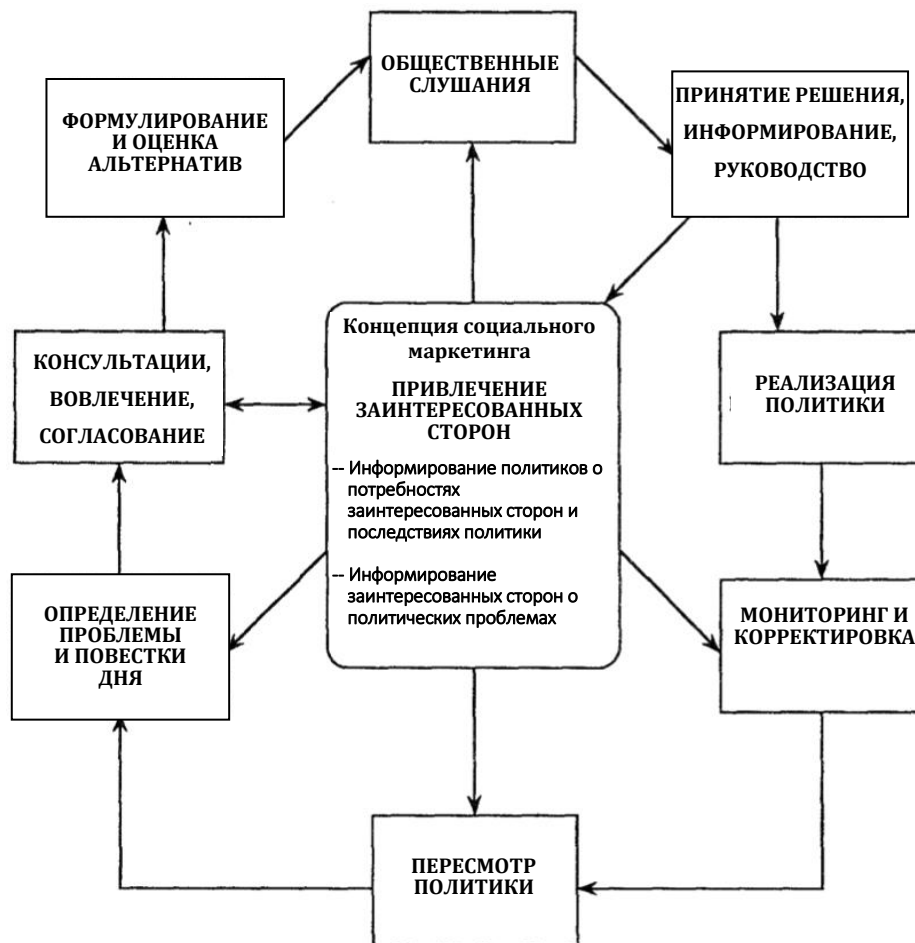 ОБЩЕСТВЕННЫЕ
СЛУШАНИЯ
ФОРМУЛИРОВАНИЕ
И ОЦЕНКА
АЛЬТЕРНАТИВ
ПРИНЯТИЕ РЕШЕНИЯ,
ИНФОРМИРОВАНИЕ,
РУКОВОДСТВО
КОНСУЛЬТАЦИИ,
ВОВЛЕЧЕНИЕ,
СОГЛАСОВАНИЕ
Концепция социального
маркетинга
ПРИВЛЕЧЕНИЕ
ЗАИНТЕРЕСОВАННЫХ
СТОРОН
-- Информирование политиков о
потребностях
заинтересованных сторон и
последствиях политики
-- Информирование
заинтересованных сторон о
политических проблемах
РЕАЛИЗАЦИЯ
ПОЛИТИКИ
ОПРЕДЕЛЕНИЕ
ПРОБЛЕМЫ
И ПОВЕСТКИ
ДНЯ
МОНИТОРИНГ И
КОРРЕКТИРОВКА
ПЕРЕСМОТР
ПОЛИТИКИ